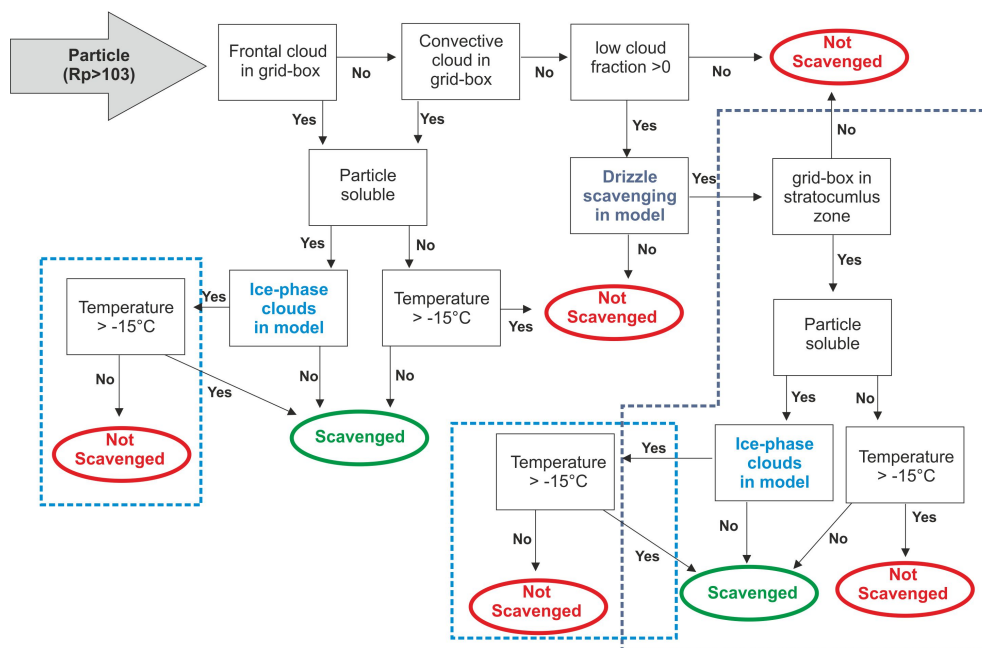 Particle
(Rp>103)
Frontal cloud
in grid-box
No
Convective
cloud in
grid-box
No
low cloud
fraction >0
No
Not
Scavenged
Yes
Yes
Yes
No
Particle
soluble
Drizzle
scavenging
in model
Yes
grid-box in
stratocumlus
zone
Yes
No
No
Yes
Temperature
> -15°C
Yes
Ice-phase
clouds
in model
Temperature
> -15°C
Yes
Not
Scavenged
Particle
soluble
No
Yes
No
No
Yes
No
Not
Scavenged
Scavenged
Temperature
> -15°C
Yes
Ice-phase
clouds
in model
Temperature
> -15°C
No
Yes
No
No
Yes
Not
Scavenged
Scavenged
Not
Scavenged